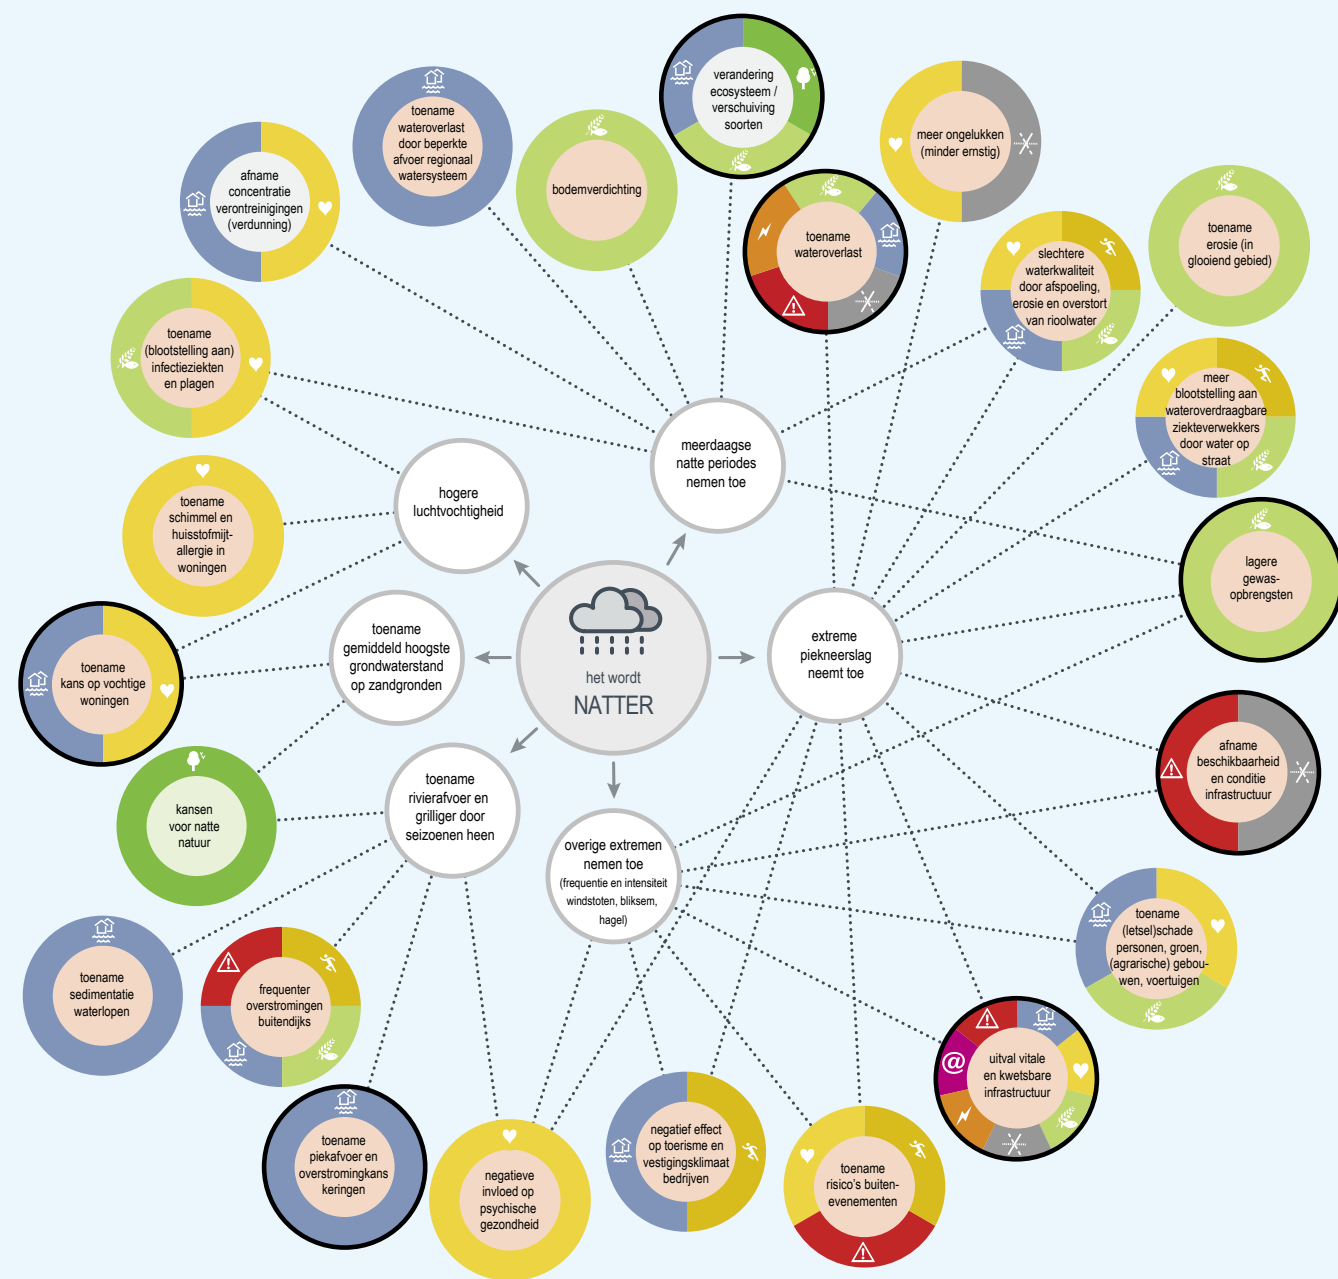 verandering
ecosysteem /
verschuiving
soorten
toename
wateroverlast
door beperkte
afvoer regionaal
watersysteem
meer ongelukken
(minder ernstig)
afname
concentratie
verontreinigingen
(verdunning)
bodemverdichting
toename
wateroverlast
slechtere
waterkwaliteit
door afspoeling,
erosie en overstort
van rioolwater
toename
erosie (in
glooiend gebied)
toename
(blootstelling aan)
infectieziekten
en plagen
meer
blootstelling aan
wateroverdraagbare
ziekteverwekkers
door water op
straat
meerdaagse
natte periodes
nemen toe
hogere
luchtvochtigheid
toename
schimmel en
huisstofmijt-
allergie in
woningen
lagere
gewas-
opbrengsten
toename
gemiddeld hoogste
grondwaterstand
op zandgronden
het wordt
NATTER
extreme
piekneerslag
neemt toe
toename
kans op vochtige
woningen
afname
beschikbaarheid
en conditie
infrastructuur
kansen
voor natte
natuur
toename
rivierafvoer en
grilliger door
seizoenen heen
overige extremen
nemen toe
(frequentie en intensiteit
windstoten, bliksem,
hagel)
toename
(letsel)schade
personen, groen,
(agrarische) gebou-
wen, voertuigen
toename
sedimentatie
waterlopen
frequenter
overstromingen
buitendijks
@
uitval vitale
en kwetsbare
infrastructuur
toename
piekafvoer en
overstromingkans
keringen
negatieve
invloed op
psychische
gezondheid
negatief effect
op toerisme en
vestigingsklimaat
bedrijven
toename
risico's buiten-
evenementen